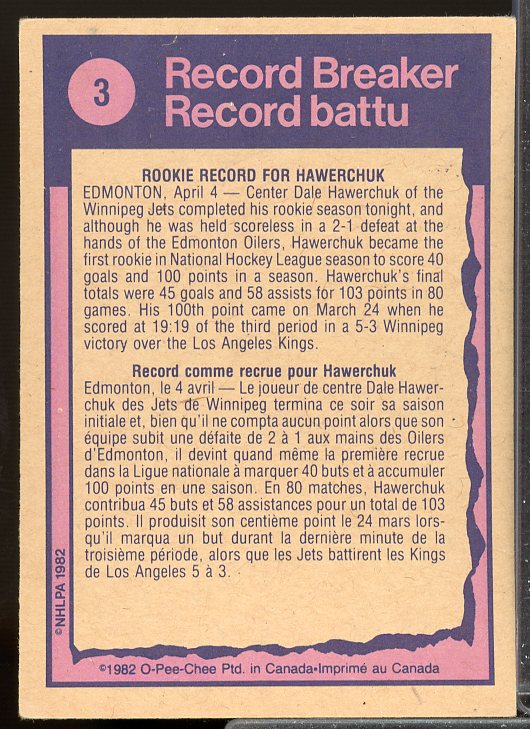 3
Record Breaker
Record battu
ROOKIE RECORD FOR HAWERCHUK
EDMONTON, April 4 — Center Dale Hawerchuk of the
Winnipeg Jets completed his rookie season tonight, and
although he was held scoreless in a 2-1 defeat at the
hands of the Edmonton Oilers, Hawerchuk became the
first rookie in National Hockey League season to score 40
goals and 100 points in a season. Hawerchuk's final
totals were 45 goals and 58 assists for 103 points in 80
games. His 100th point came on March 24 when he
scored at 19:19 of the third period in a 5-3 Winnipeg
victory over the Los Angeles Kings.
Record comme recrue pour Hawerchuk
Edmonton, le 4 avril — Le joueur de centre Dale Hawer-
chuk des Jets de Winnipeg termina ce soir sa saison
initiale et, bien qu'il ne compta aucun point alors que son
équipe subit une défaite de 2 à 1 aux mains des Oilers
d'Edmonton, il devint quand même la première recrue
dans la Ligue nationale à marquer 40 buts et à accumuler
100 points en une saison. En 80 matches, Hawerchuk
contribua 45 buts et 58 assistances pour un total de 103
points. Il produisit son centième point le 24 mars lors-
qu'il marqua un but durant la dernière minute de la
troisième période, alors que les Jets battirent les Kings
de Los Angeles 5 à 3.
©NHLPA 1982
©1982 O-Pee-Chee Ptd. in Canada•Imprimé au Canada